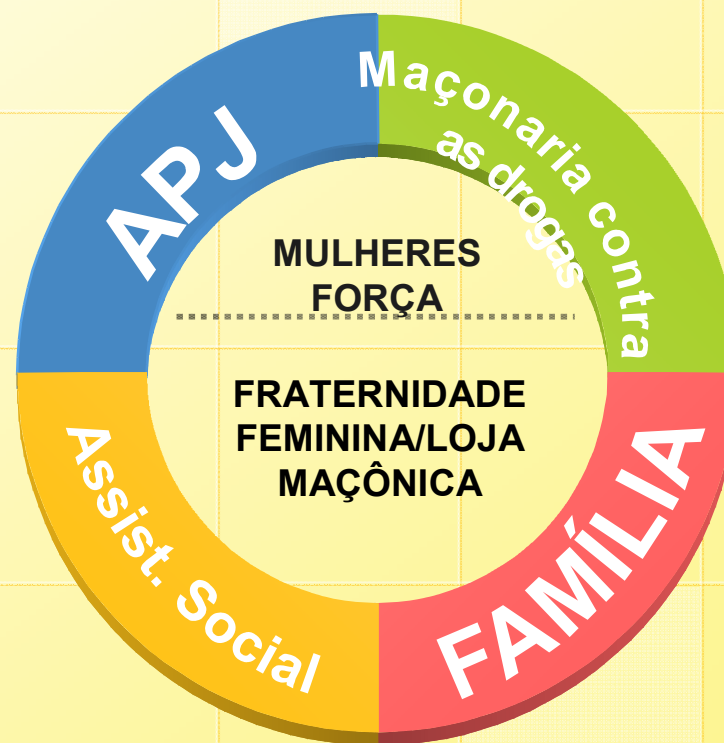 APJ
Maçonaria contra
as drogas
MULHERES
FORÇA
FRATERNIDADE
FEMININA/LOJA
MAÇÔNICA
Assist. Social
FAMÍLIA